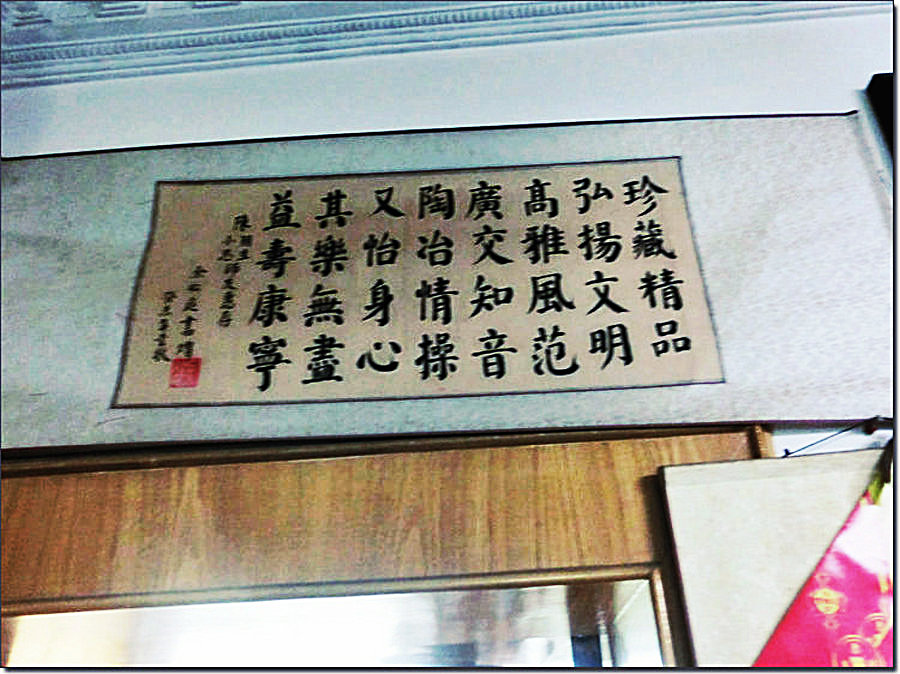 珍藏精品
弘揚文明
高雅風范
廣交知音
陶冶情操
又怡身心
其樂無盡
益壽康寧